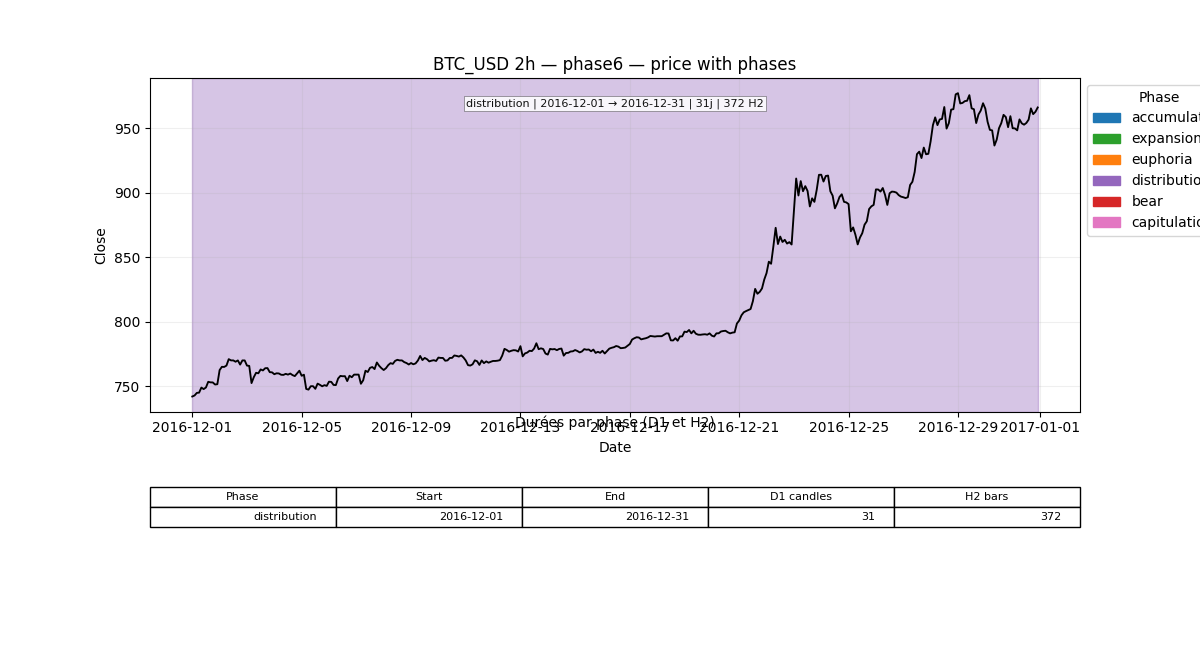 BTC_USD 2h — phase6 — price with phases
distribution | 2016-12-01 → 2016-12-31 | 31j | 372 H2
Phase
accumulat
expansion
euphoria
distributio
bear
capitulatio
Close
950
900
850
800
750
2016-12-01 2016-12-05 2016-12-09 2016-12-13 2016-12-17 2016-12-21 2016-12-25 2016-12-29 2017-01-01
Durées par phase (D1 et H2)
Date
Phase Start End D1 candles H2 bars
distribution 2016-12-01 2016-12-31 31 372